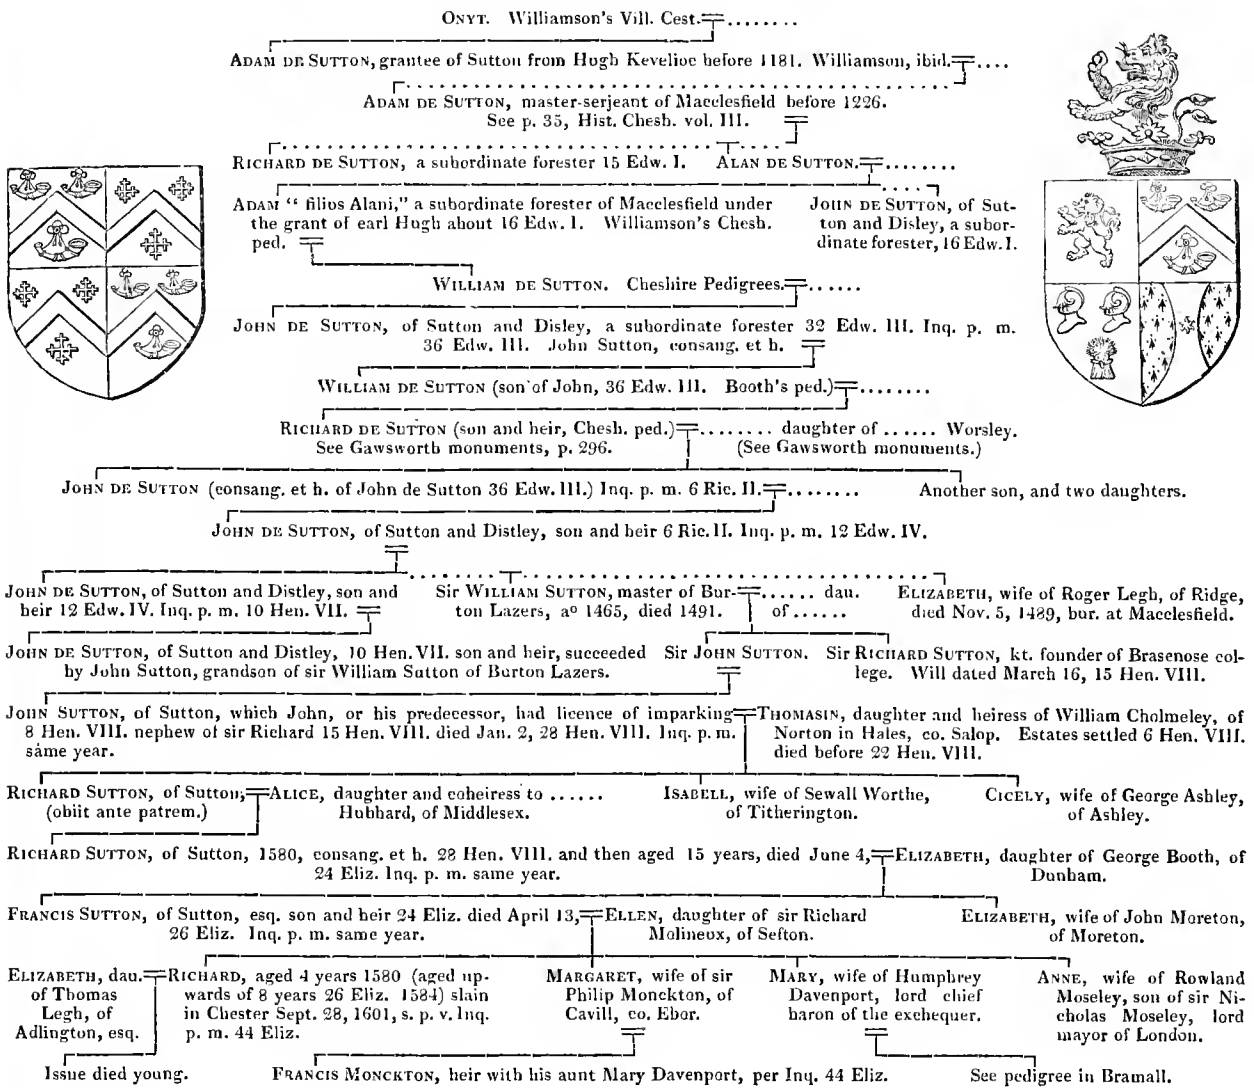 ONYT. Williamson's Vill. Cest.........
ADAM DE SUTTON, grantee of Sutton from Hugh Kevelioc before 1181. Williamson, ibid.....
ADAM DE SUTTON, master-serjeant of Macclesfield before 1226.
See p. 35, Hist. Chesh. vol. III.
RICHARD DE SUTTON, a subordinate forester 15 Edw. I.
ALAN DE SUTTON.........
ADAM "filius Alani," a subordinate forester of Macclesfield under
the grant of earl Hugh about 16 Edw. I. Williamson's Chesh.
ped.
JOHN DE SUTTON, of Sut-
ton and Disley, a subor-
dinate forester, 16 Edw. I.
WILLIAM DE SUTTON. Cheshire Pedigrees.......
JOHN DE SUTTON, of Sutton and Disley, a subordinate forester 32 Edw. III. Inq. p. m.
36 Edw. III. John Sutton, consang. et h.
WILLIAM DE SUTTON (son of John, 36 Edw. III. Booth's ped.)........
RICHARD DE SUTTON (son and heir, Chesh. ped.)
See Gawsworth monuments, p. 296.
........ daughter of ...... Worsley.
(See Gawsworth monuments.)
JOHN DE SUTTON (consang. et h. of John de Sutton 36 Edw. III.) Inq. p. m. 6 Ric. II.........
Another son, and two daughters.
JOHN DE SUTTON, of Sutton and Distley, son and heir 6 Ric. II. Inq. p. m. 12 Edw. IV.
JOHN DE SUTTON, of Sutton and Distley, son and
heir 12 Edw. IV. Inq. p. m. 10 Hen. VII.
Sir WILLIAM SUTTON, master of Bur-
ton Lazers, aº 1465, died 1491.
...... dau.
of ......
ELIZABETH, wife of Roger Legh, of Ridge,
died Nov. 5, 1489, bur. at Macclesfield.
JOHN DE SUTTON, of Sutton and Distley, 10 Hen. VII. son and heir, succeeded
by John Sutton, grandson of sir William Sutton of Burton Lazers.
Sir JOHN SUTTON.
Sir RICHARD SUTTON, kt. founder of Brasenose col-
lege. Will dated March 16, 15 Hen. VIII.
JOHN SUTTON, of Sutton, which John, or his predecessor, had licence of imparking
8 Hen. VIII. nephew of sir Richard 15 Hen. VIII. died Jan. 2, 28 Hen. VIII. Inq. p. m.
same year.
THOMASIN, daughter and heiress of William Cholmeley, of
Norton in Hales, co. Salop. Estates settled 6 Hen. VIII.
died before 22 Hen. VIII.
RICHARD SUTTON, of Sutton,
(obiit ante patrem.)
ALICE, daughter and coheiress to ......
Hubbard, of Middlesex.
ISABELL, wife of Sewall Worthe,
of Titherington.
CICELY, wife of George Ashley,
of Ashley.
RICHARD SUTTON, of Sutton, 1580, consang. et h. 28 Hen. VIII. and then aged 15 years, died June 4,
24 Eliz. Inq. p. m. same year.
ELIZABETH, daughter of George Booth, of
Dunham.
FRANCIS SUTTON, of Sutton, esq. son and heir 24 Eliz. died April 13,
26 Eliz. Inq. p. m. same year.
ELLEN, daughter of sir Richard
Molineux, of Sefton.
ELIZABETH, wife of John Moreton,
of Moreton.
ELIZABETH, dau.
of Thomas
Legh, of
Adlington, esq.
RICHARD, aged 4 years 1580 (aged up-
wards of 8 years 26 Eliz. 1584) slain
in Chester Sept. 28, 1601, s. p. v. Inq.
p. m. 44 Eliz.
MARGARET, wife of sir
Philip Monckton, of
Cavill, co. Ebor.
MARY, wife of Humphrey
Davenport, lord chief
baron of the exchequer.
ANNE, wife of Rowland
Moseley, son of sir Ni-
cholas Moseley, lord
mayor of London.
Issue died young.
FRANCIS MONCKTON, heir with his aunt Mary Davenport, per Inq. 44 Eliz.
See pedigree in Bramall.